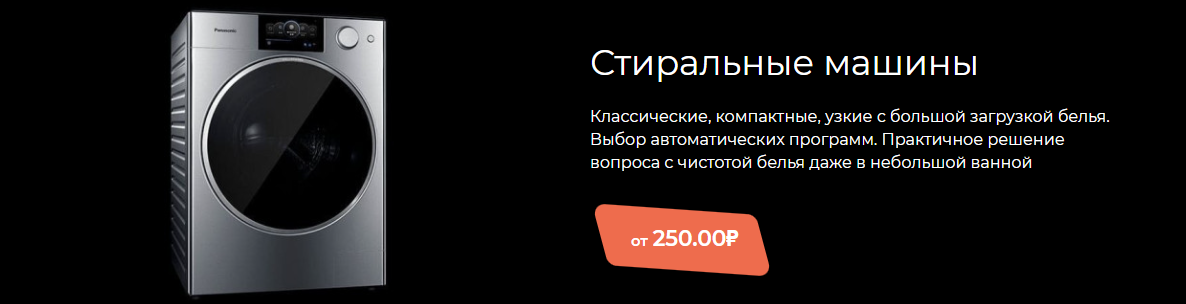 Panasonic
Стиральные машины
Классические, компактные, узкие с большой загрузкой белья.
Выбор автоматических программ. Практичное решение
вопроса с чистотой белья даже в небольшой ванной
от 250.00₽